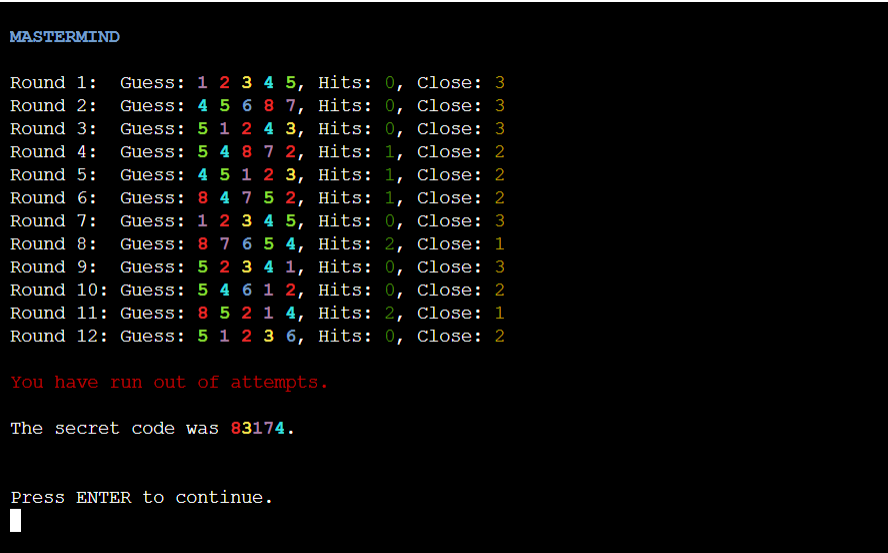 MASTERMIND
Round 1:  Guess: 1 2 3 4 5, Hits: 0, Close: 3
Round 2:  Guess: 4 5 6 8 7, Hits: 0, Close: 3
Round 3:  Guess: 5 1 2 4 3, Hits: 0, Close: 3
Round 4:  Guess: 5 4 8 7 2, Hits: 1, Close: 2
Round 5:  Guess: 4 5 1 2 3, Hits: 1, Close: 2
Round 6:  Guess: 8 4 7 5 2, Hits: 1, Close: 2
Round 7:  Guess: 1 2 3 4 5, Hits: 0, Close: 3
Round 8:  Guess: 8 7 6 5 4, Hits: 2, Close: 1
Round 9:  Guess: 5 2 3 4 1, Hits: 0, Close: 3
Round 10: Guess: 5 4 6 1 2, Hits: 0, Close: 2
Round 11: Guess: 8 5 2 1 4, Hits: 2, Close: 1
Round 12: Guess: 5 1 2 3 6, Hits: 0, Close: 2
You have run out of attempts.
The secret code was 83174.
Press ENTER to continue.